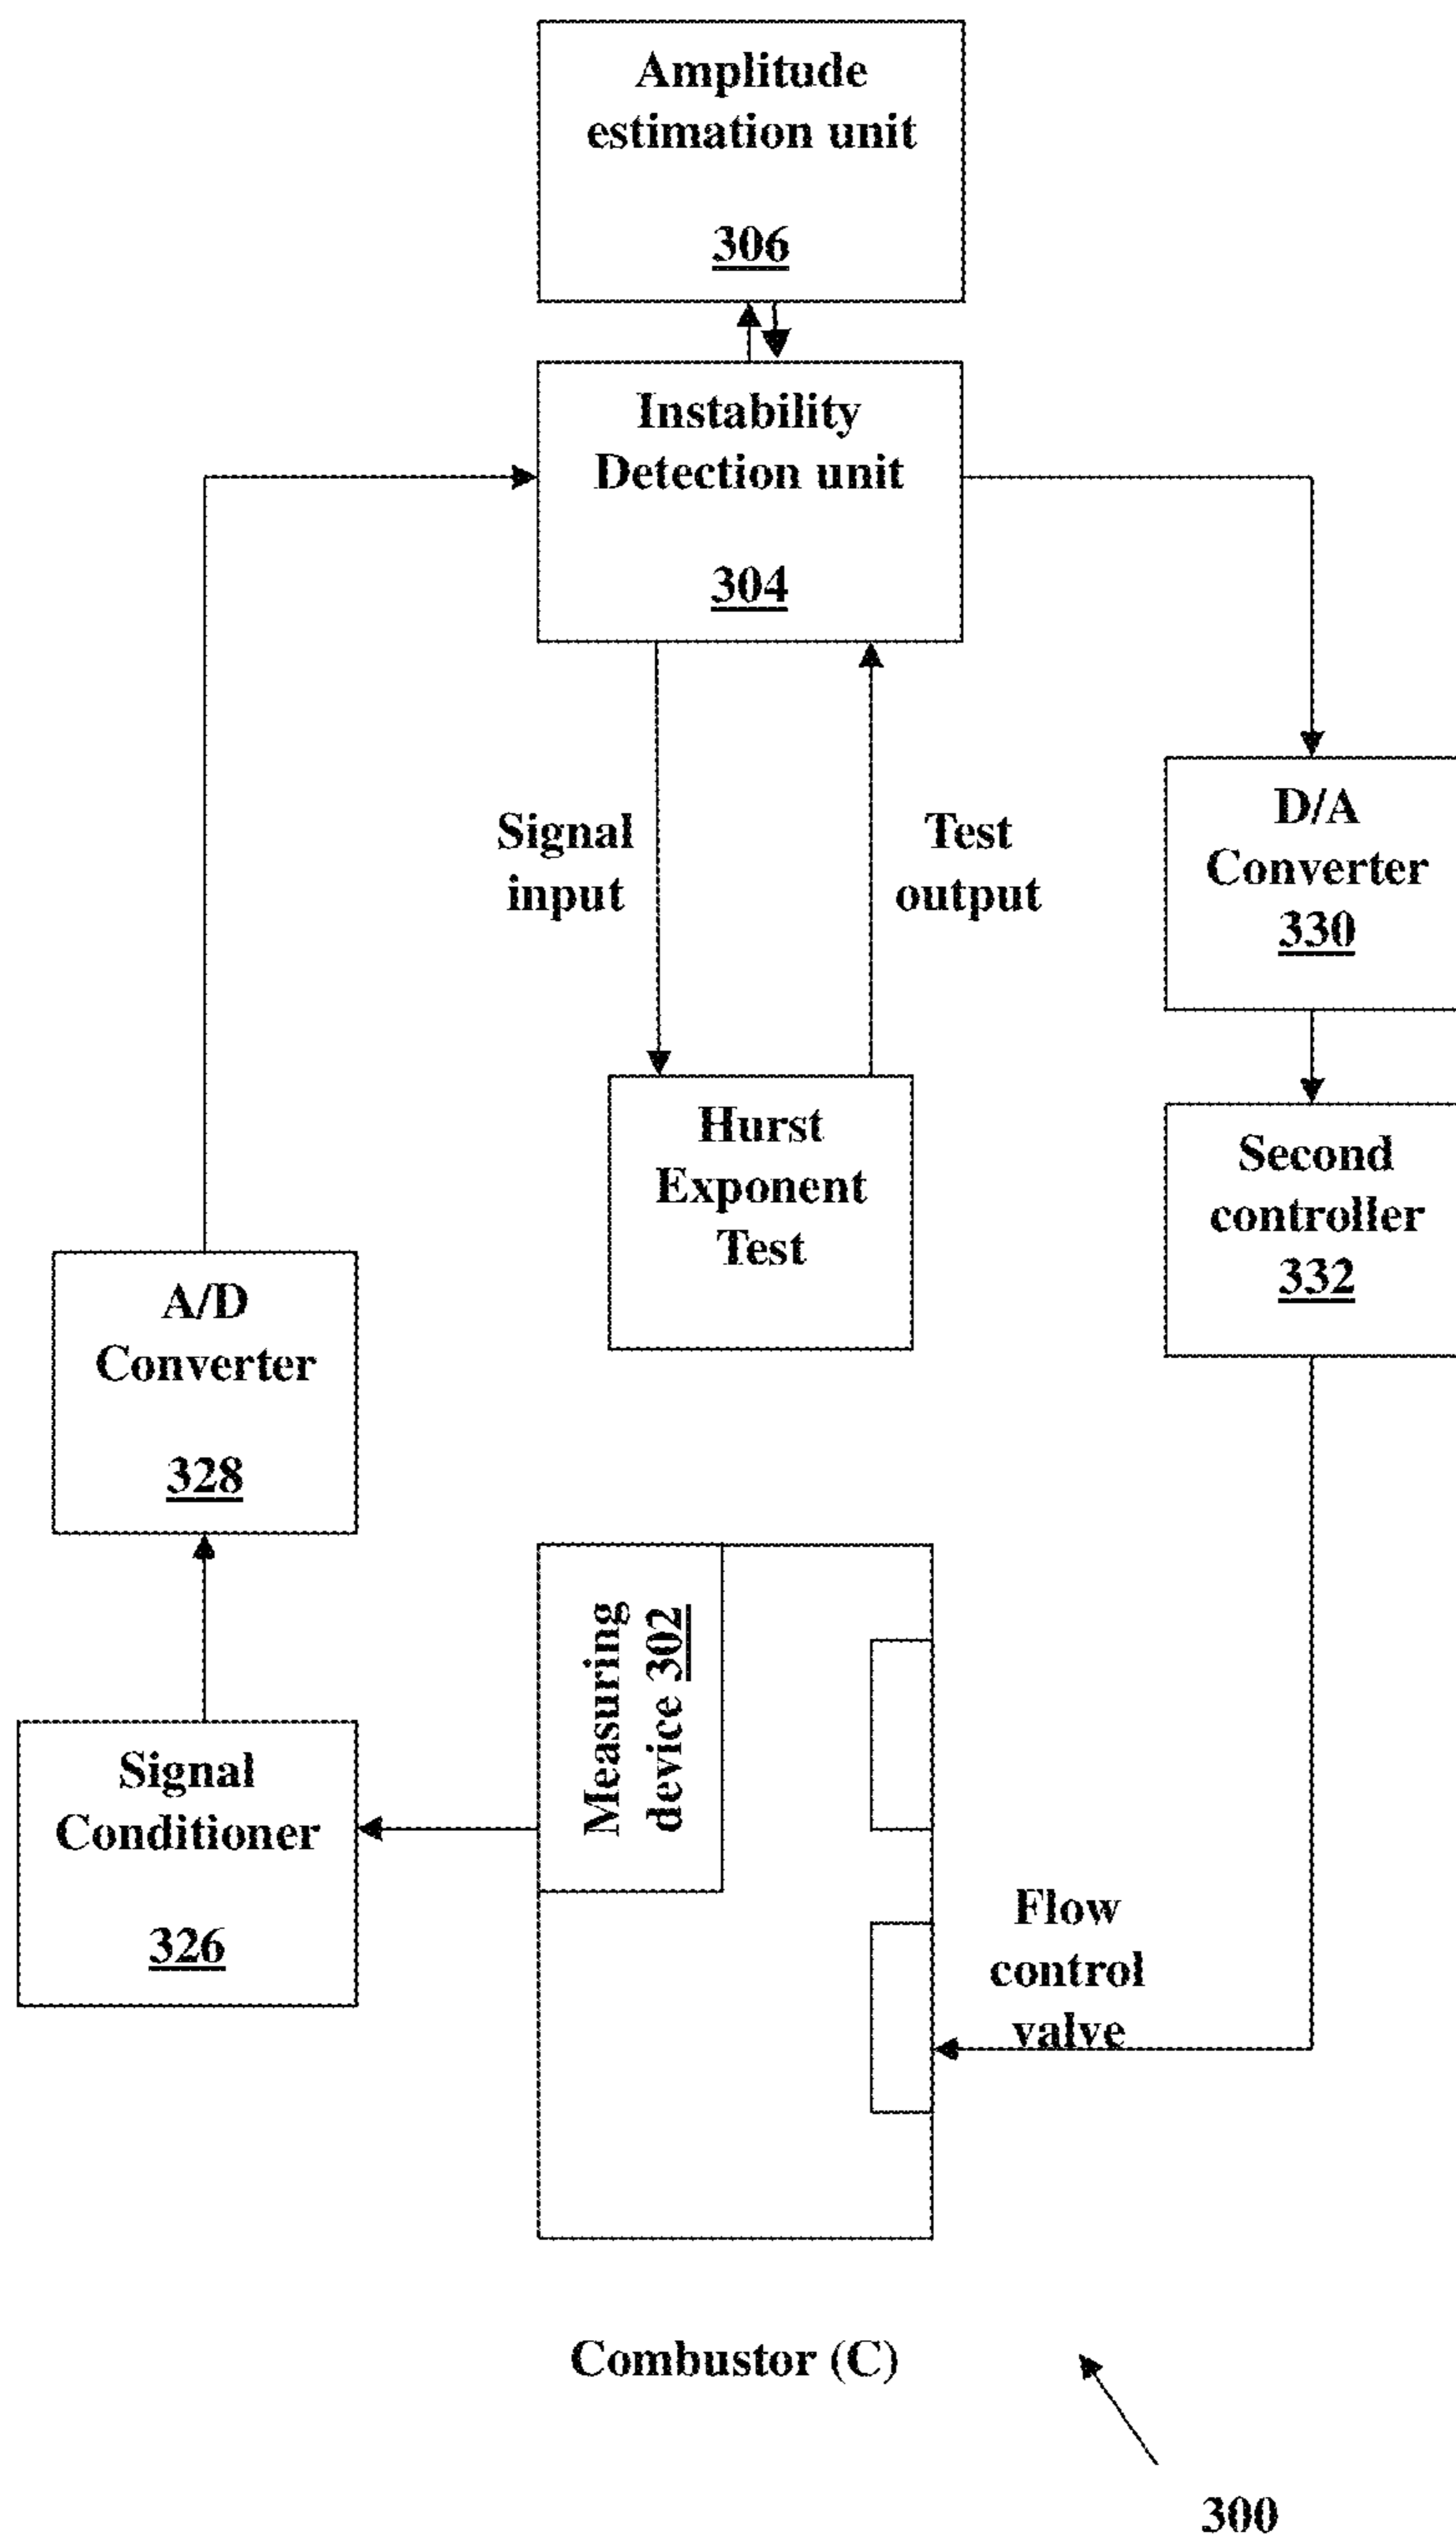 Amplitude
estimation unit
306
Instability
Detection unit
304
Signal
input
Test
output
D/A
Converter
330
Hurst
Exponent
Test
Second
controller
332
A/D
Converter
328
Measuring
device 302
Signal
Conditioner
326
Flow
control
valve
Combustor (C)
300